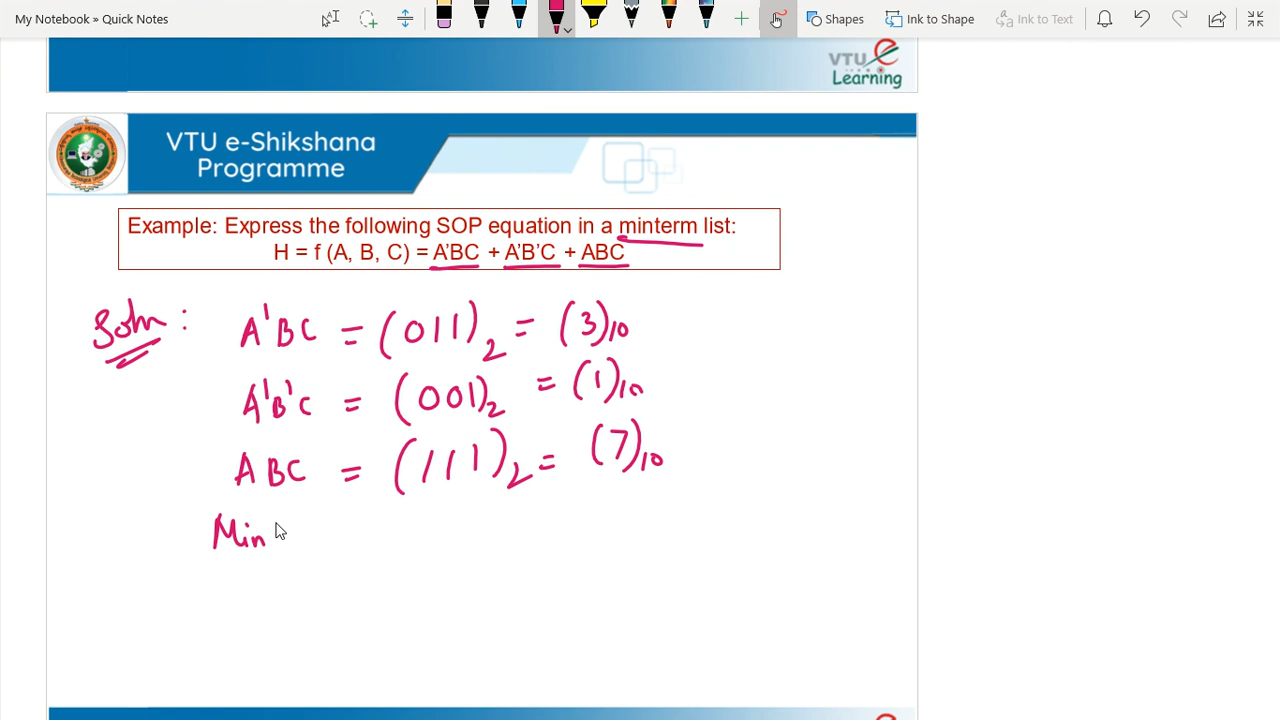 My Notebook » Quick Notes
Shapes
Ink to Shape
Ink to Text
VTU e
Learning
VTU e-Shikshana
Programme
Example: Express the following SOP equation in a minterm list:
H = f (A, B, C) = A'BC + A'B'C + ABC
Soln :
A'BC = (011)2 = (3)10
A'B'C = (001)2 = (1)10
ABC = (111)2 = (7)10
Min